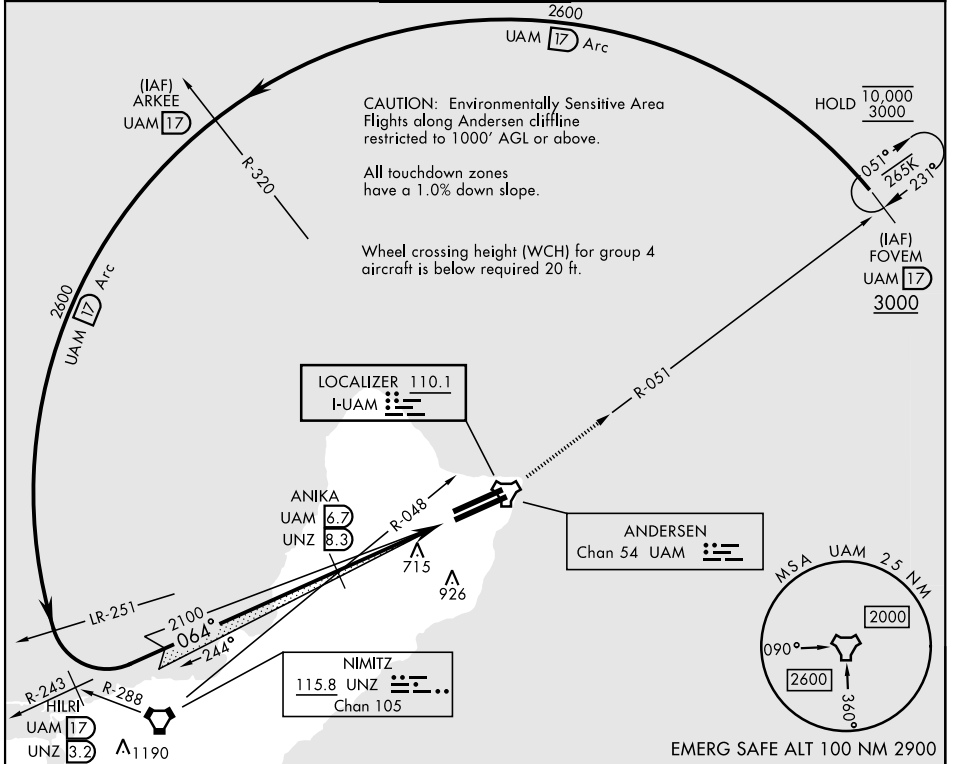 2600
UAM 17 Arc
(IAF)
ARKEE
UAM 17
R-320
CAUTION: Environmentally Sensitive Area
Flights along Andersen cliffline
restricted to 1000' AGL or above.
All touchdown zones
have a 1.0% down slope.
Wheel crossing height (WCH) for group 4
aircraft is below required 20 ft.
HOLD 10,000
3000
051°
265K
231°
(IAF)
FOVEM
UAM 17
3000
2600
UAM 17 Arc
LOCALIZER 110.1
I-UAM
R-051
ANIKA
UAM 6.7
UNZ 8.3
R-048
715
926
ANDERSEN
Chan 54 UAM
LR-251
2100
064°
244°
NIMITZ
115.8 UNZ
Chan 105
R-243
R-288
HILRI
UAM 17
UNZ 3.2
1190
MSA UAM 25 NM
2000
090°
2600
360°
EMERG SAFE ALT 100 NM 2900